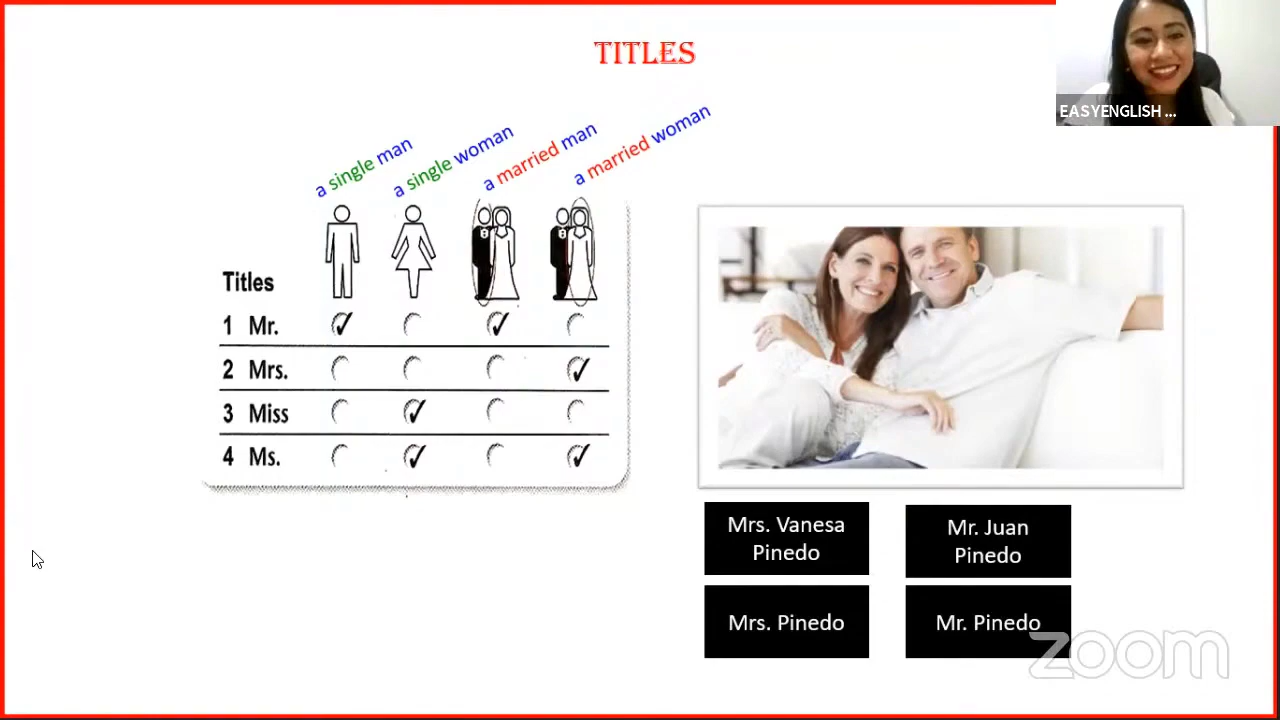 TITLES
EASYENGLISH ...
a single man
a single woman
a married man
a married woman
Titles
1 Mr.
2 Mrs.
3 Miss
4 Ms.
Mrs. Vanesa
Pinedo
Mr. Juan
Pinedo
Mrs. Pinedo
Mr. Pinedo
zoom